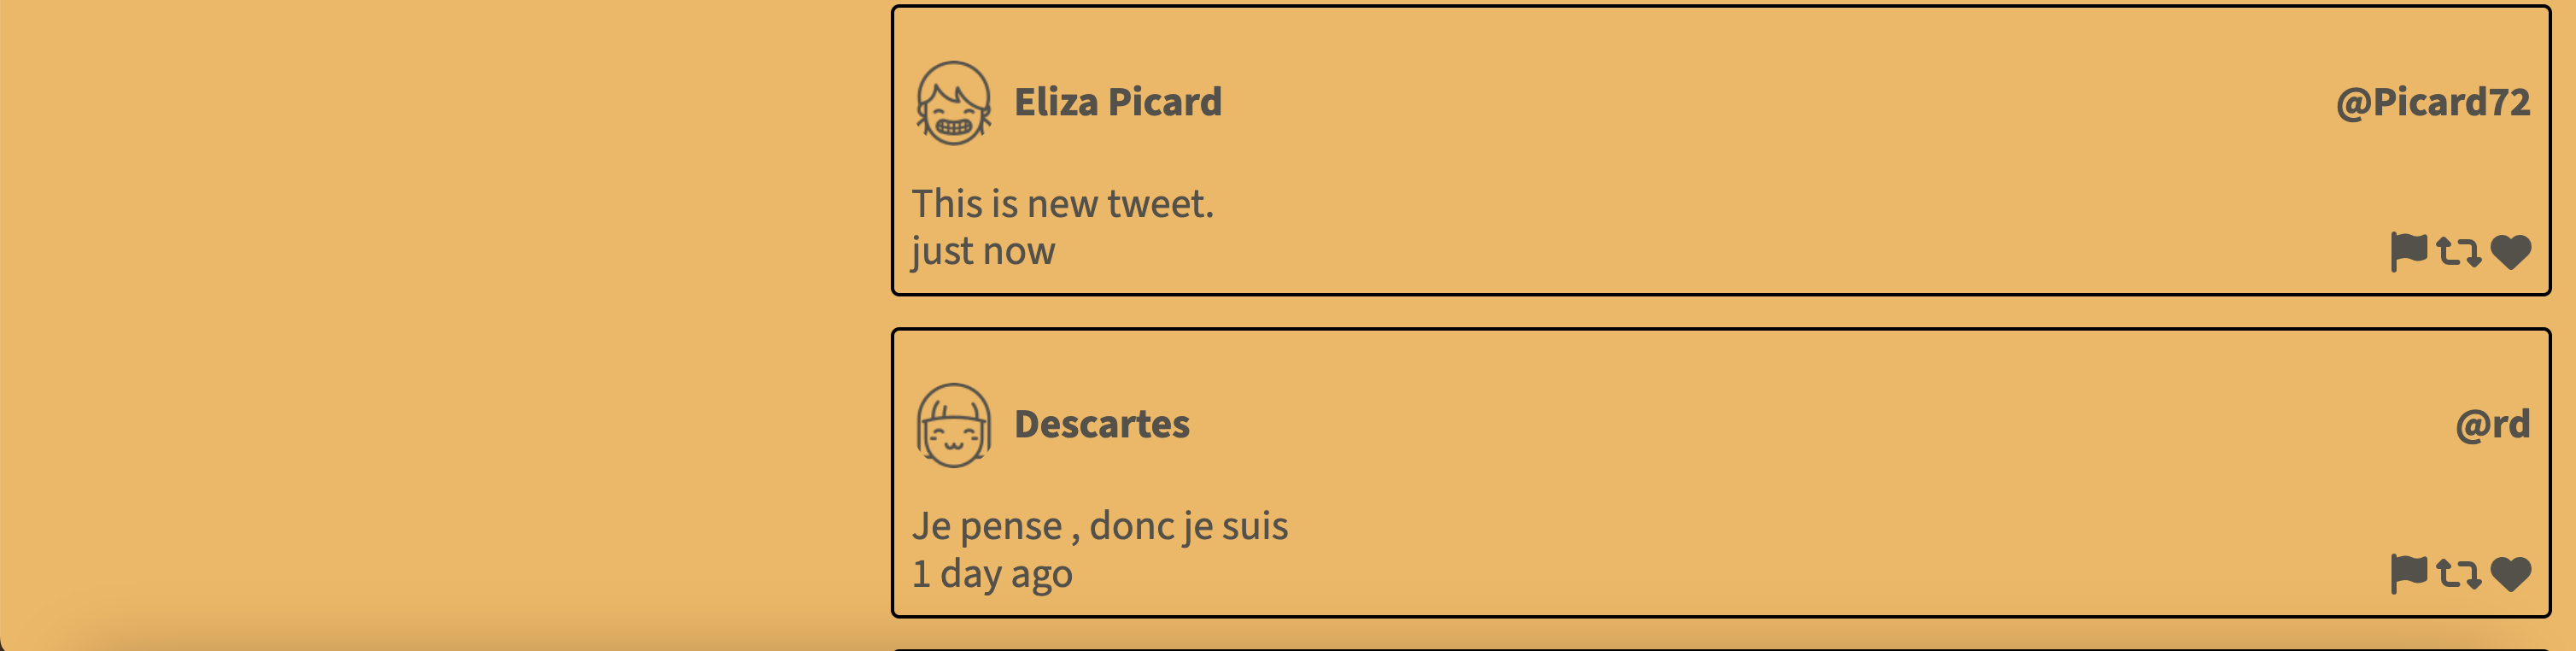 Eliza Picard @Picard72
This is new tweet.
just now
Descartes @rd
Je pense , donc je suis
1 day ago